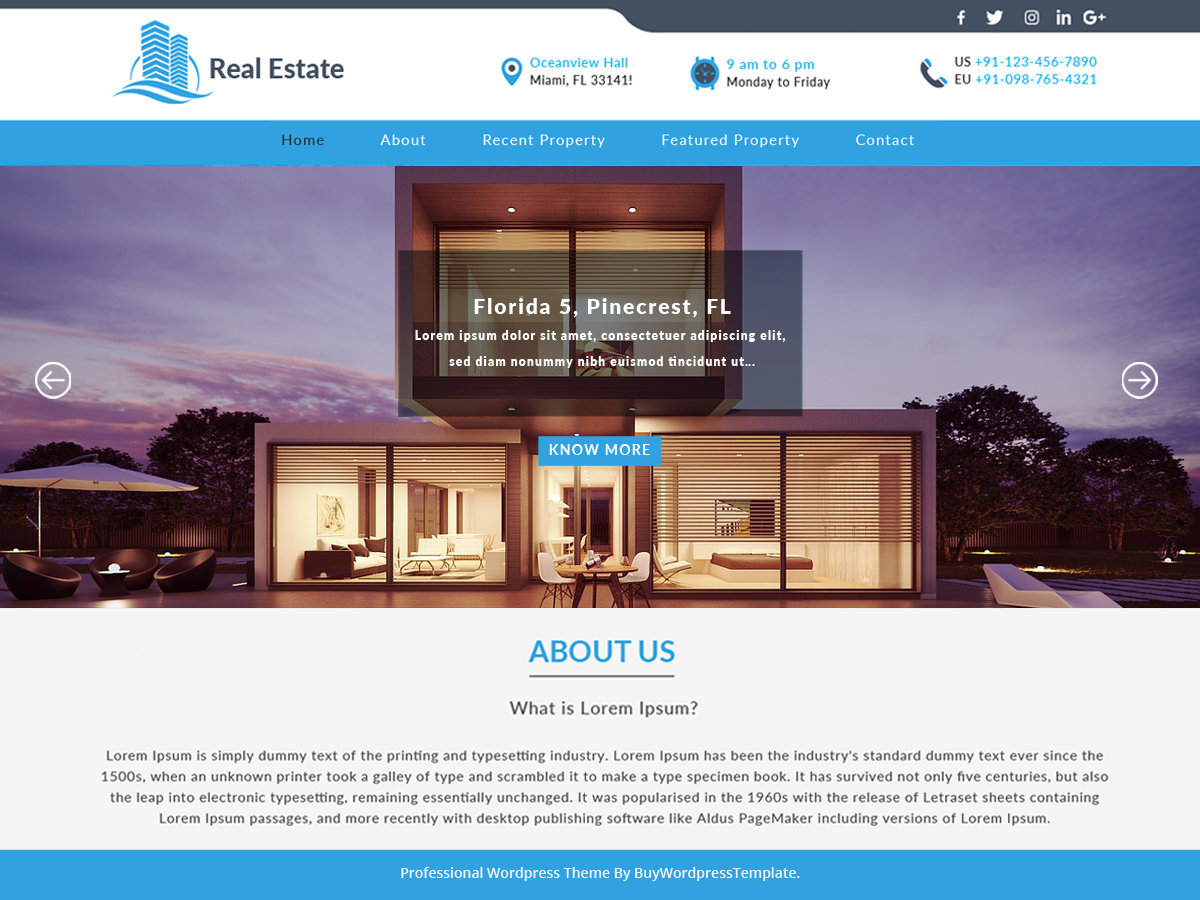 Real Estate
Oceanview Hall
Miami, FL 33141!
9 am to 6 pm
Monday to Friday
US +91-123-456-7890
EU +91-098-765-4321
Home About Recent Property Featured Property Contact
Florida 5, Pinecrest, FL
Lorem ipsum dolor sit amet, consectetuer adipiscing elit,
sed diam nonummy nibh euismod tincidunt ut...
KNOW MORE
ABOUT US
What is Lorem Ipsum?
Lorem Ipsum is simply dummy text of the printing and typesetting industry. Lorem Ipsum has been the industry's standard dummy text ever since the
1500s, when an unknown printer took a galley of type and scrambled it to make a type specimen book. It has survived not only five centuries, but also
the leap into electronic typesetting, remaining essentially unchanged. It was popularised in the 1960s with the release of Letraset sheets containing
Lorem Ipsum passages, and more recently with desktop publishing software like Aldus PageMaker including versions of Lorem Ipsum.
Professional Wordpress Theme By BuyWordpressTemplate.